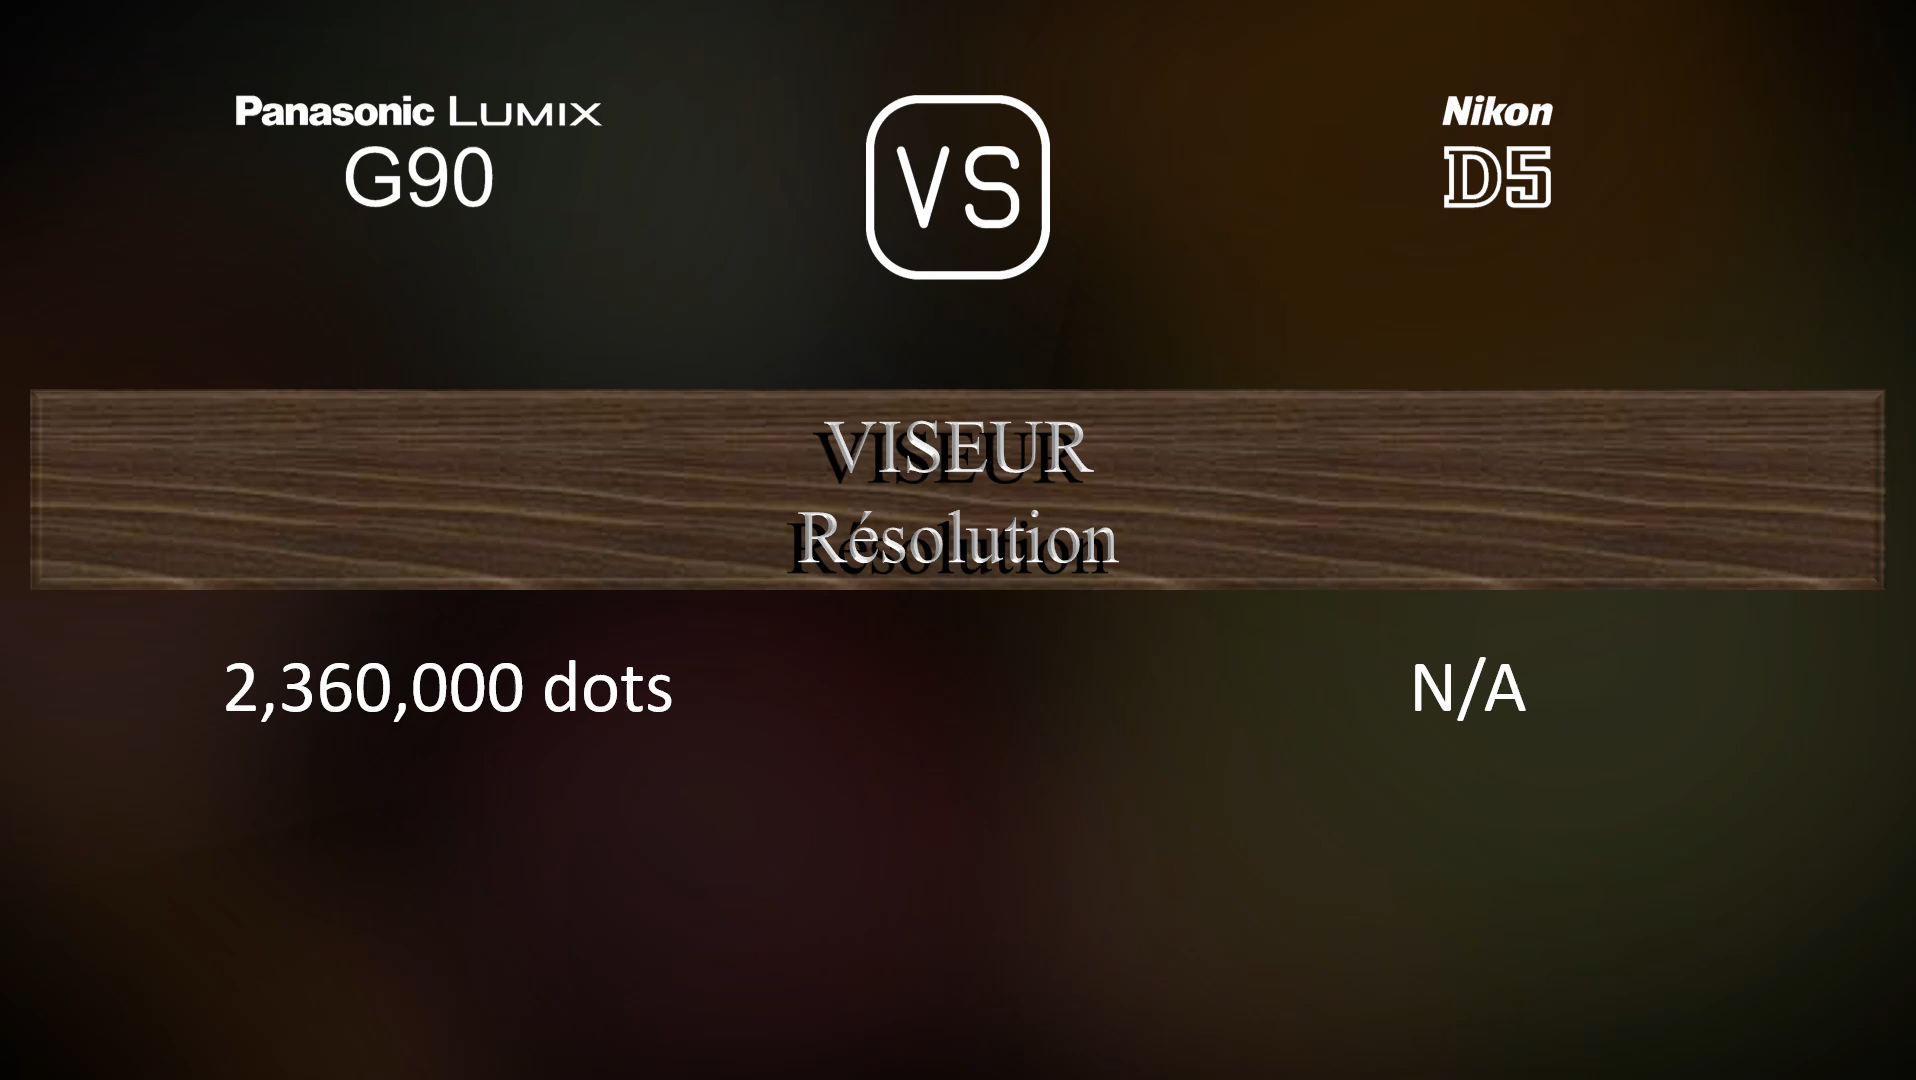 Panasonic LUMIX
G90
VS
Nikon
D5
VISEUR
Résolution
2,360,000 dots
N/A